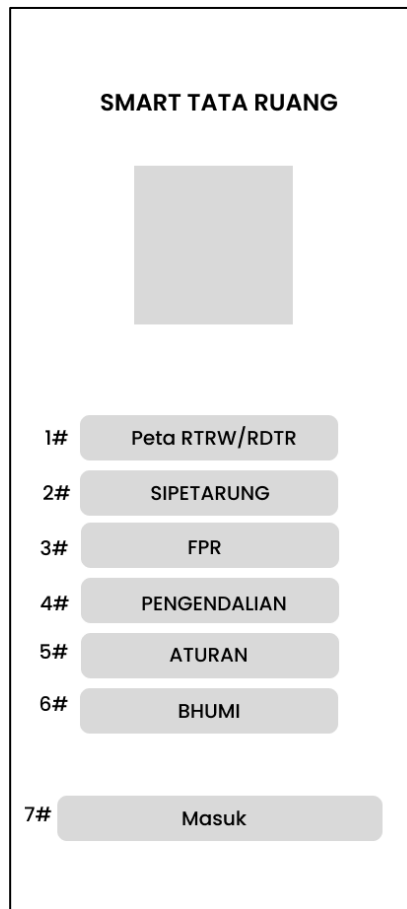 SMART TATA RUANG
1# Peta RTRW/RDTR
2# SIPETARUNG
3# FPR
4# PENGENDALIAN
5# ATURAN
6# BHUMI
7# Masuk